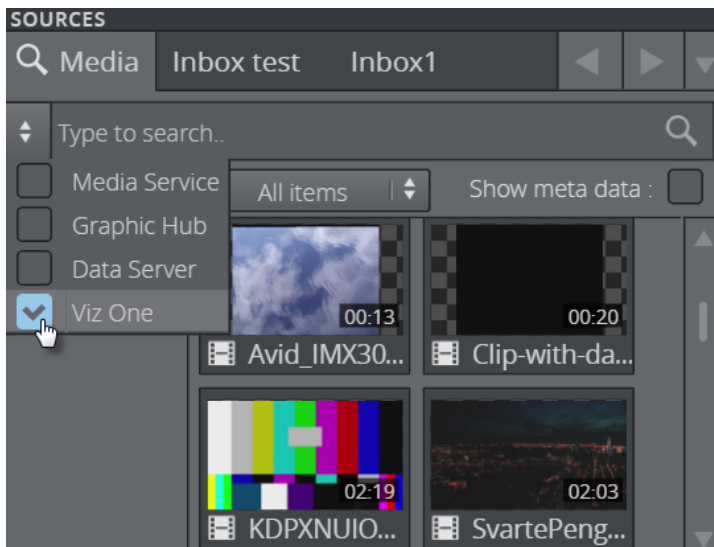 SOURCES
Media Inbox test Inbox1
Type to search..
Media Service
All items Show meta data :
Graphic Hub
Data Server
Viz One
00:13 00:20
Avid_IMX30... Clip-with-da...
02:19 02:03
KDPXNUIO... SvartePeng...